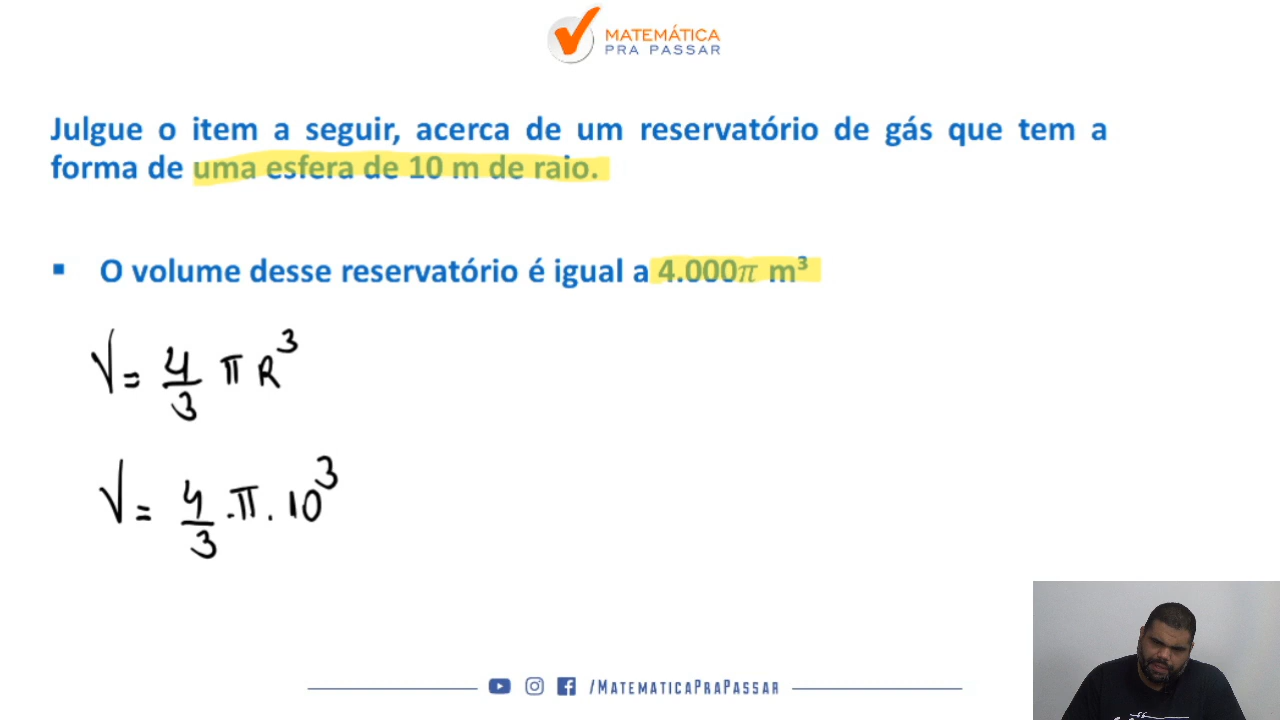 MATEMÁTICA
PRA PASSAR
Julgue o item a seguir, acerca de um reservatório de gás que tem a
forma de uma esfera de 10 m de raio.
▪ O volume desse reservatório é igual a 4.000π m³
V = 4/3 π R³
V = 4/3 . π . 10³
/MATEMATICAPRAPASSAR